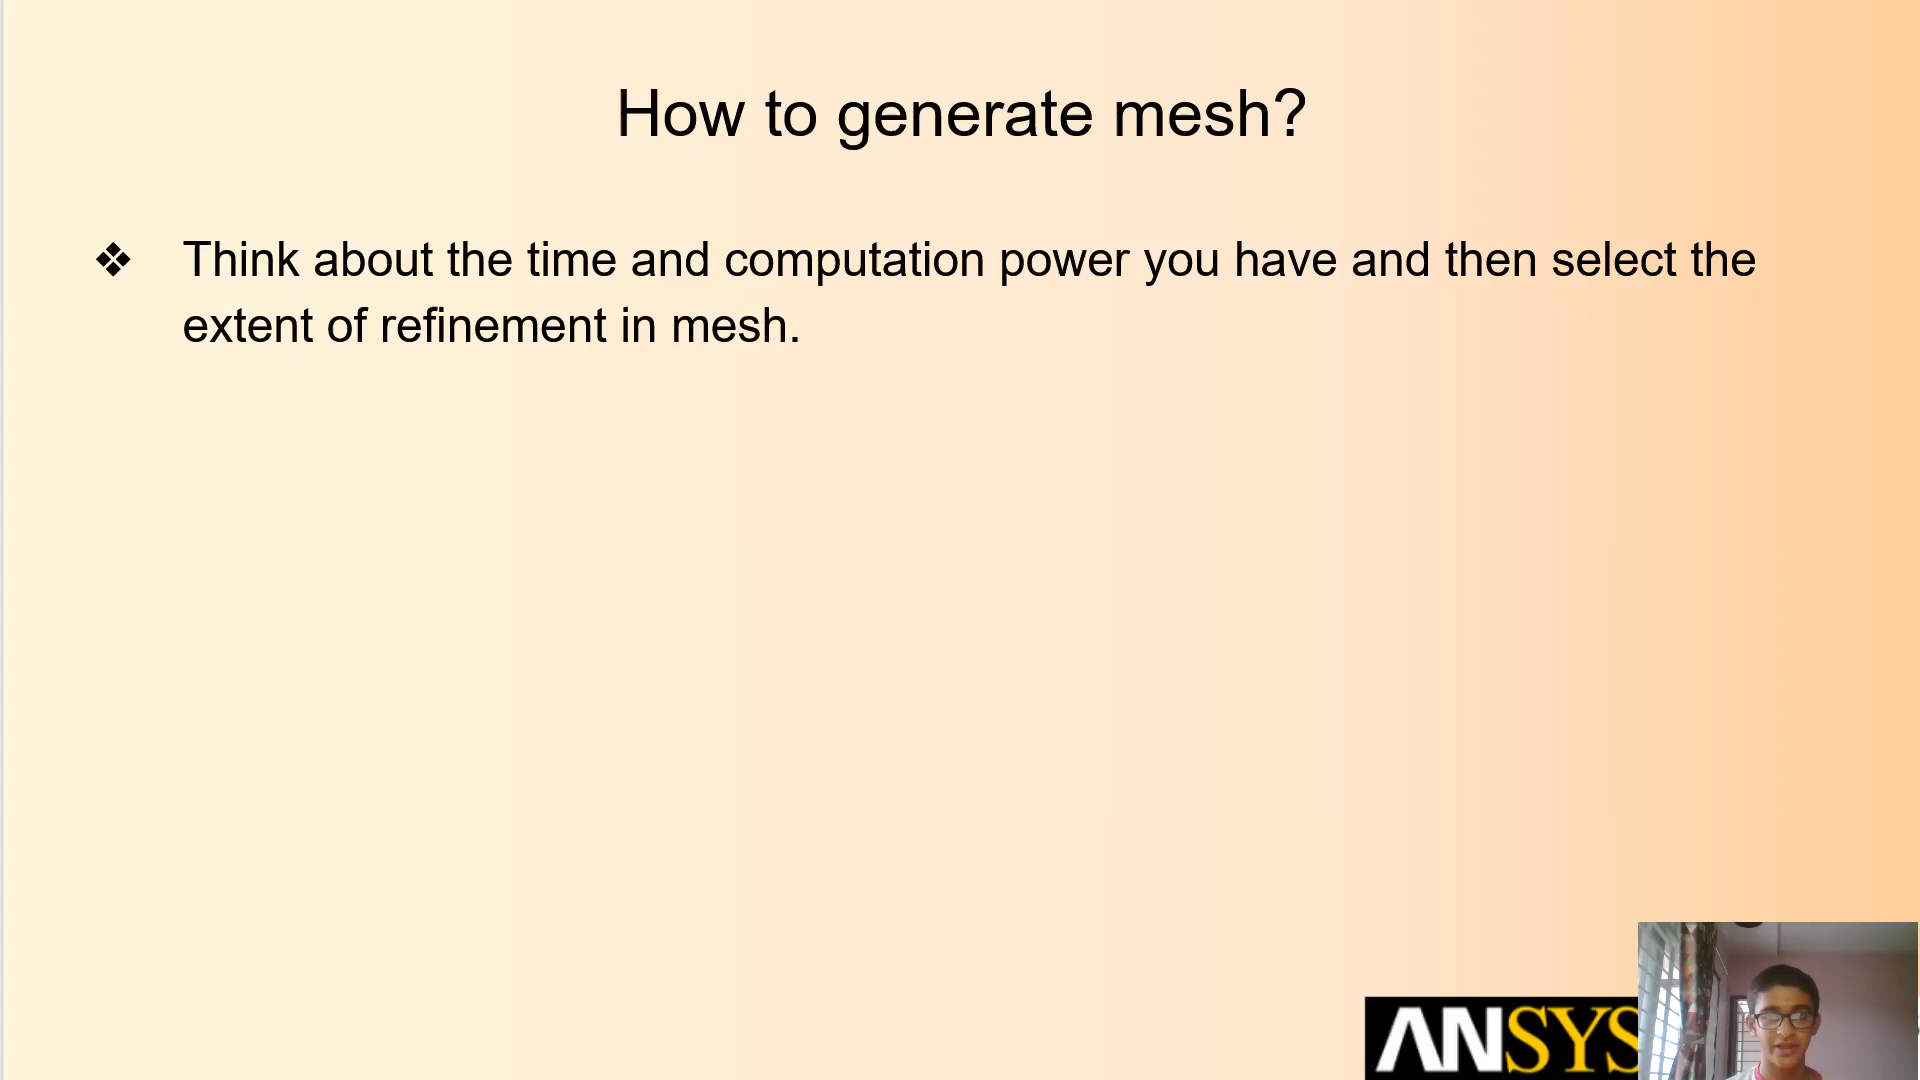 How to generate mesh?
❖ Think about the time and computation power you have and then select the
extent of refinement in mesh.
ANSYS